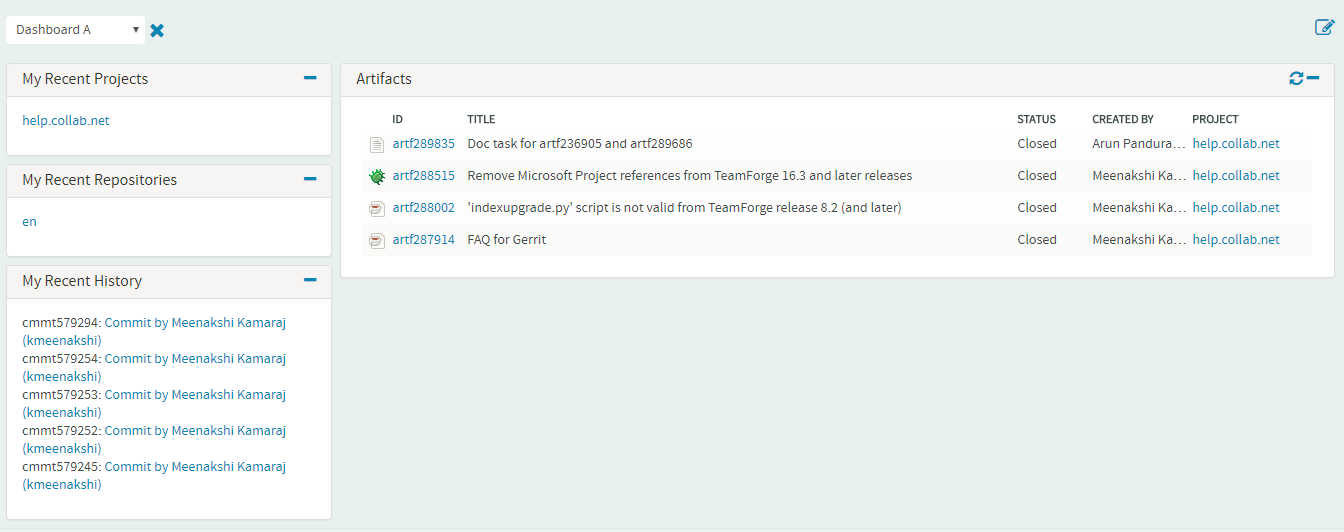 Dashboard A
My Recent Projects
help.collab.net
My Recent Repositories
en
My Recent History
cmmt579294: Commit by Meenakshi Kamaraj
(kmeenakshi)
cmmt579254: Commit by Meenakshi Kamaraj
(kmeenakshi)
cmmt579253: Commit by Meenakshi Kamaraj
(kmeenakshi)
cmmt579252: Commit by Meenakshi Kamaraj
(kmeenakshi)
cmmt579245: Commit by Meenakshi Kamaraj
(kmeenakshi)
Artifacts
ID TITLE STATUS CREATED BY PROJECT
artf289835 Doc task for artf236905 and artf289686 Closed Arun Pandura... help.collab.net
artf288515 Remove Microsoft Project references from TeamForge 16.3 and later releases Closed Meenakshi Ka... help.collab.net
artf288002 'indexupgrade.py' script is not valid from TeamForge release 8.2 (and later) Closed Meenakshi Ka... help.collab.net
artf287914 FAQ for Gerrit Closed Meenakshi Ka... help.collab.net